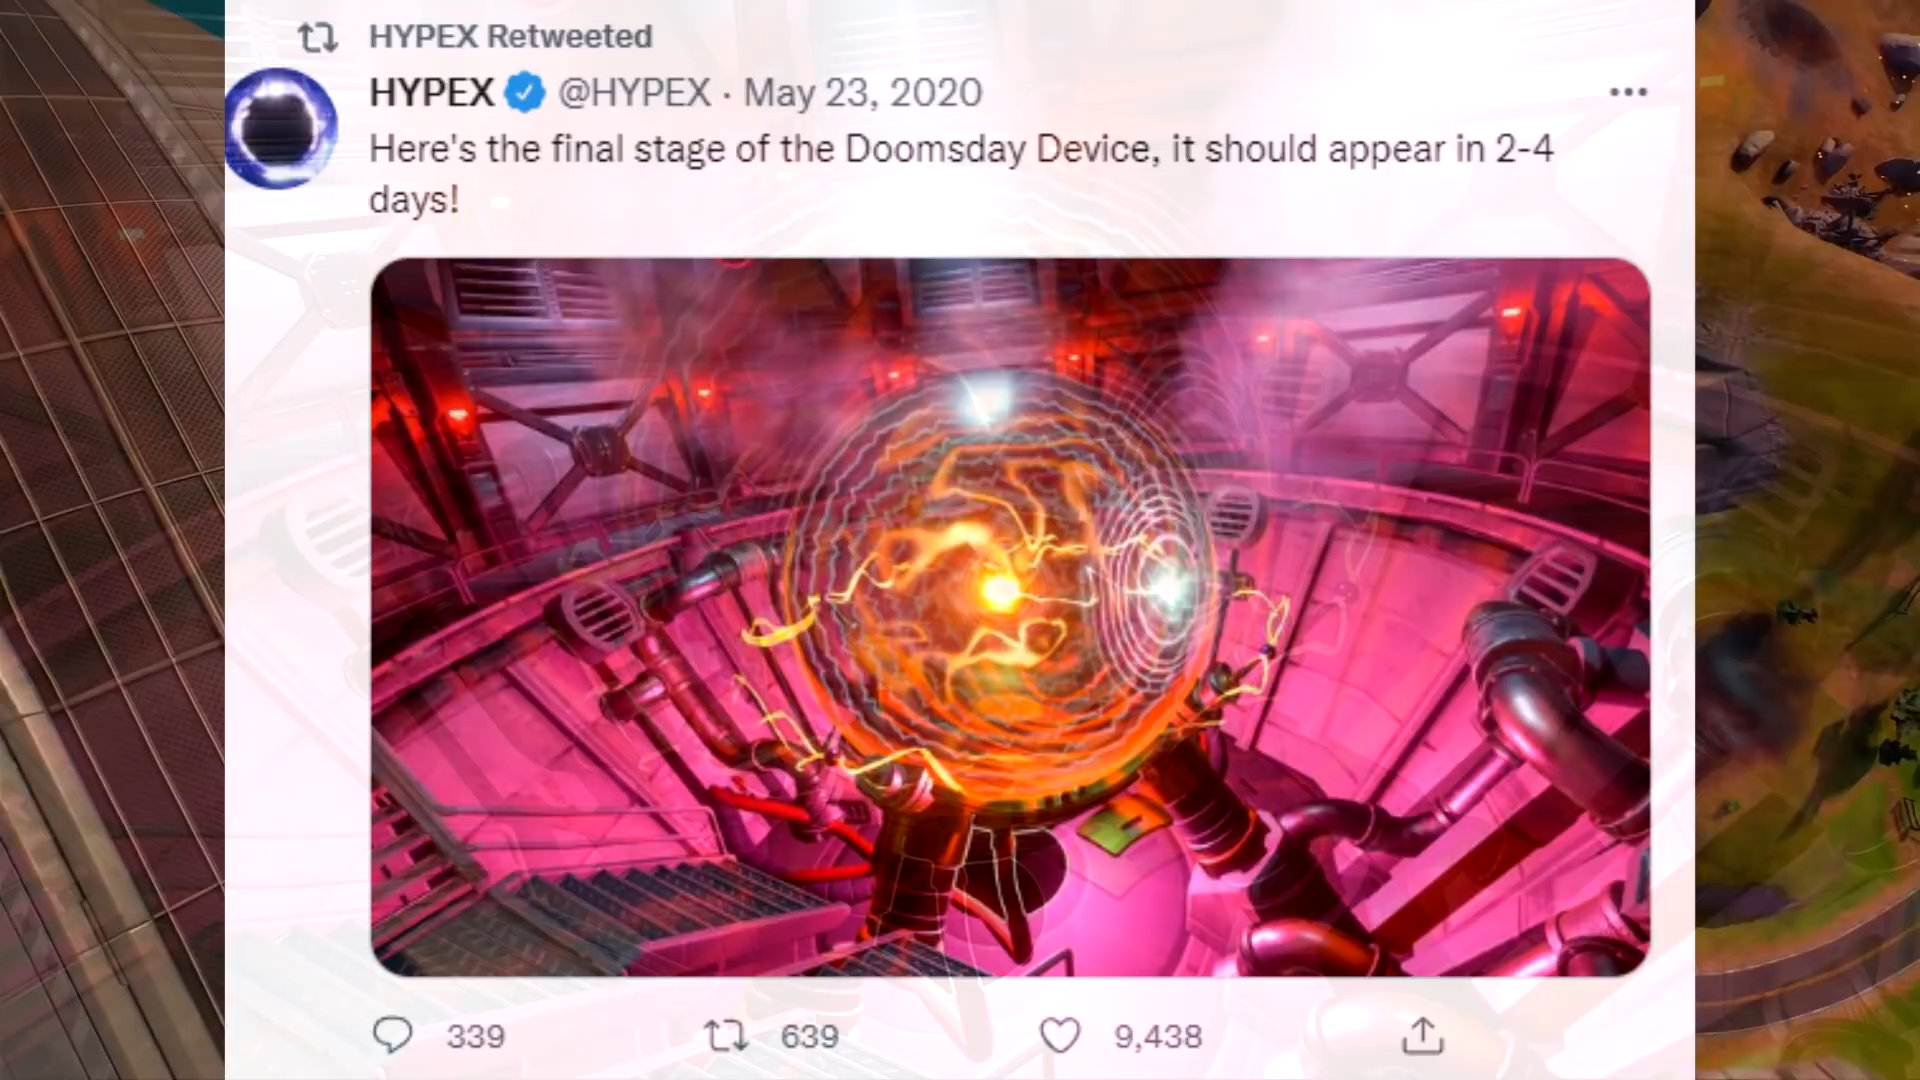 HYPEX Retweeted
HYPEX @HYPEX · May 23, 2020
Here's the final stage of the Doomsday Device, it should appear in 2-4
days!
339 639 9,438